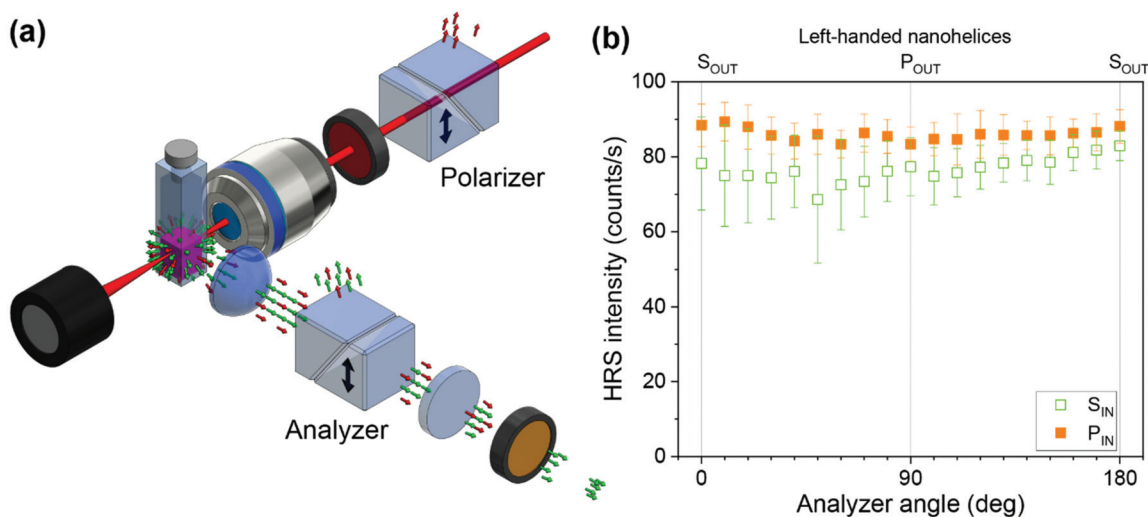 (a)
Polarizer
Analyzer
(b)
Left-handed nanohelices
S_OUT P_OUT S_OUT
HRS intensity (counts/s)
100
80
60
40
20
0
S_IN
P_IN
0 90 180
Analyzer angle (deg)